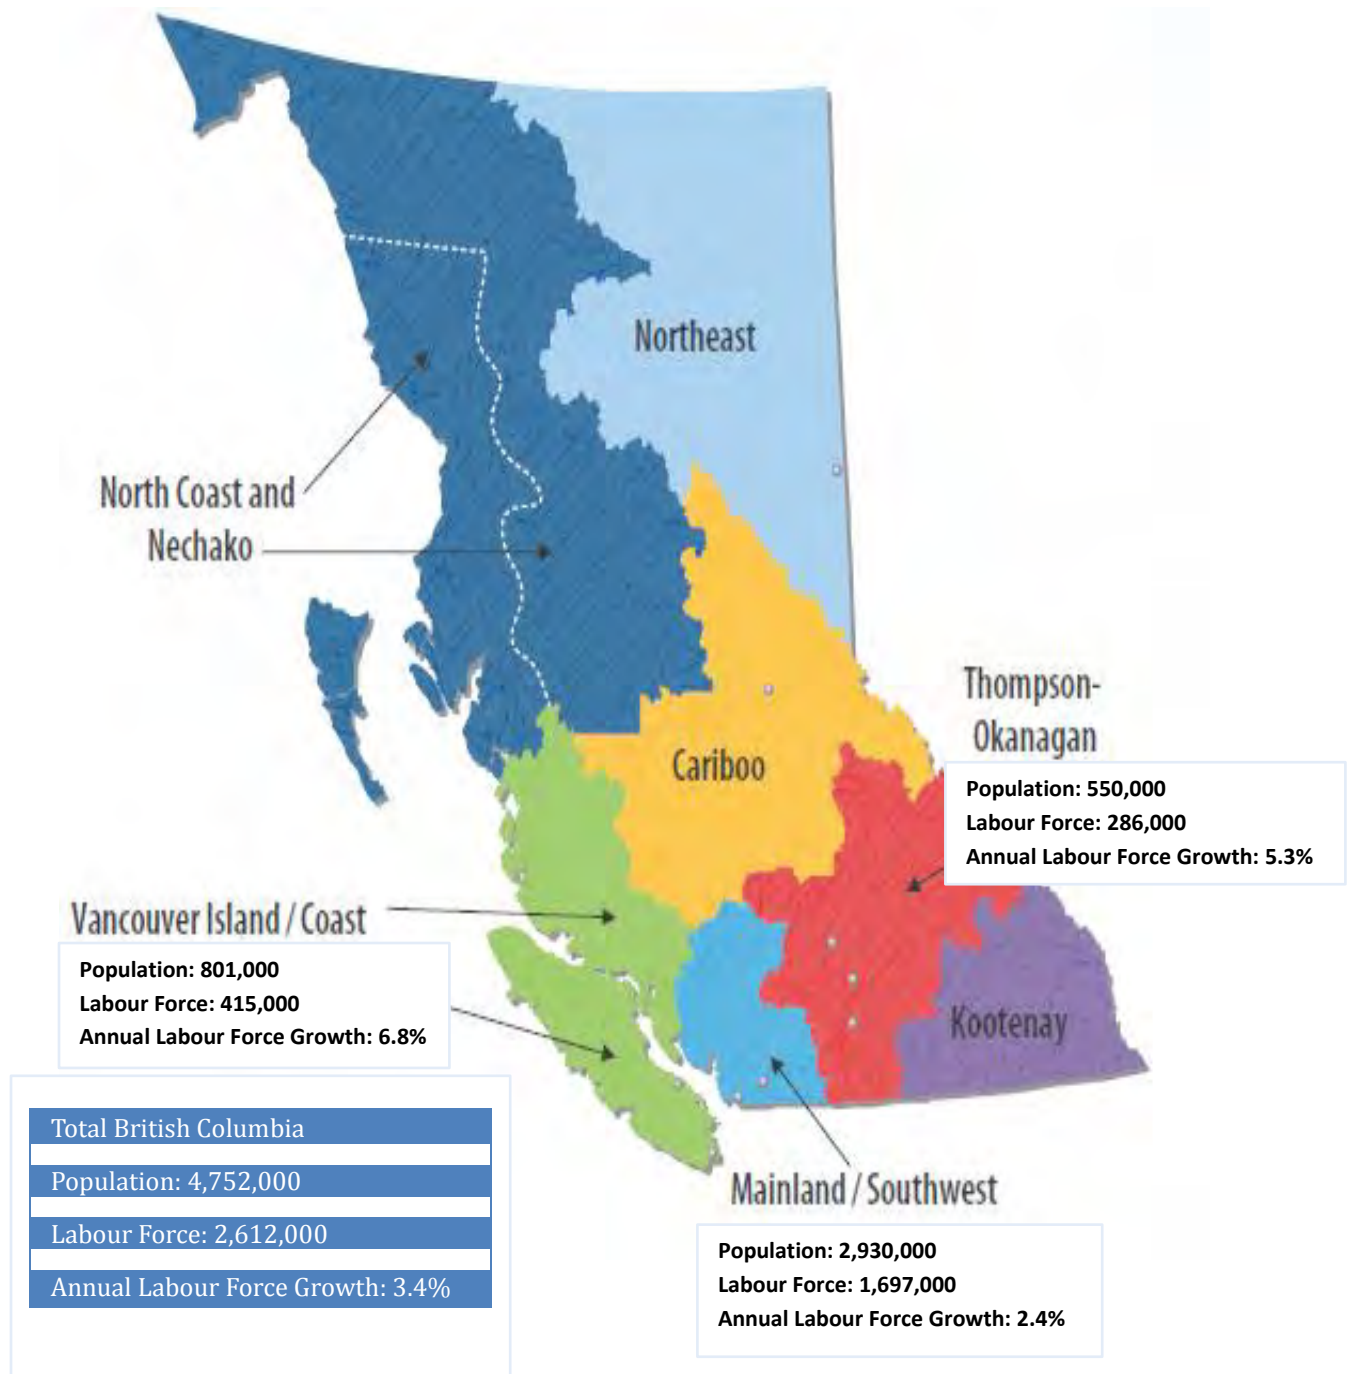 Northeast
North Coast and
Nechako
Thompson-
Okanagan
Population: 550,000
Labour Force: 286,000
Annual Labour Force Growth: 5.3%
Cariboo
Vancouver Island / Coast
Population: 801,000
Labour Force: 415,000
Annual Labour Force Growth: 6.8%
Kootenay
Total British Columbia
Population: 4,752,000
Labour Force: 2,612,000
Annual Labour Force Growth: 3.4%
Mainland / Southwest
Population: 2,930,000
Labour Force: 1,697,000
Annual Labour Force Growth: 2.4%